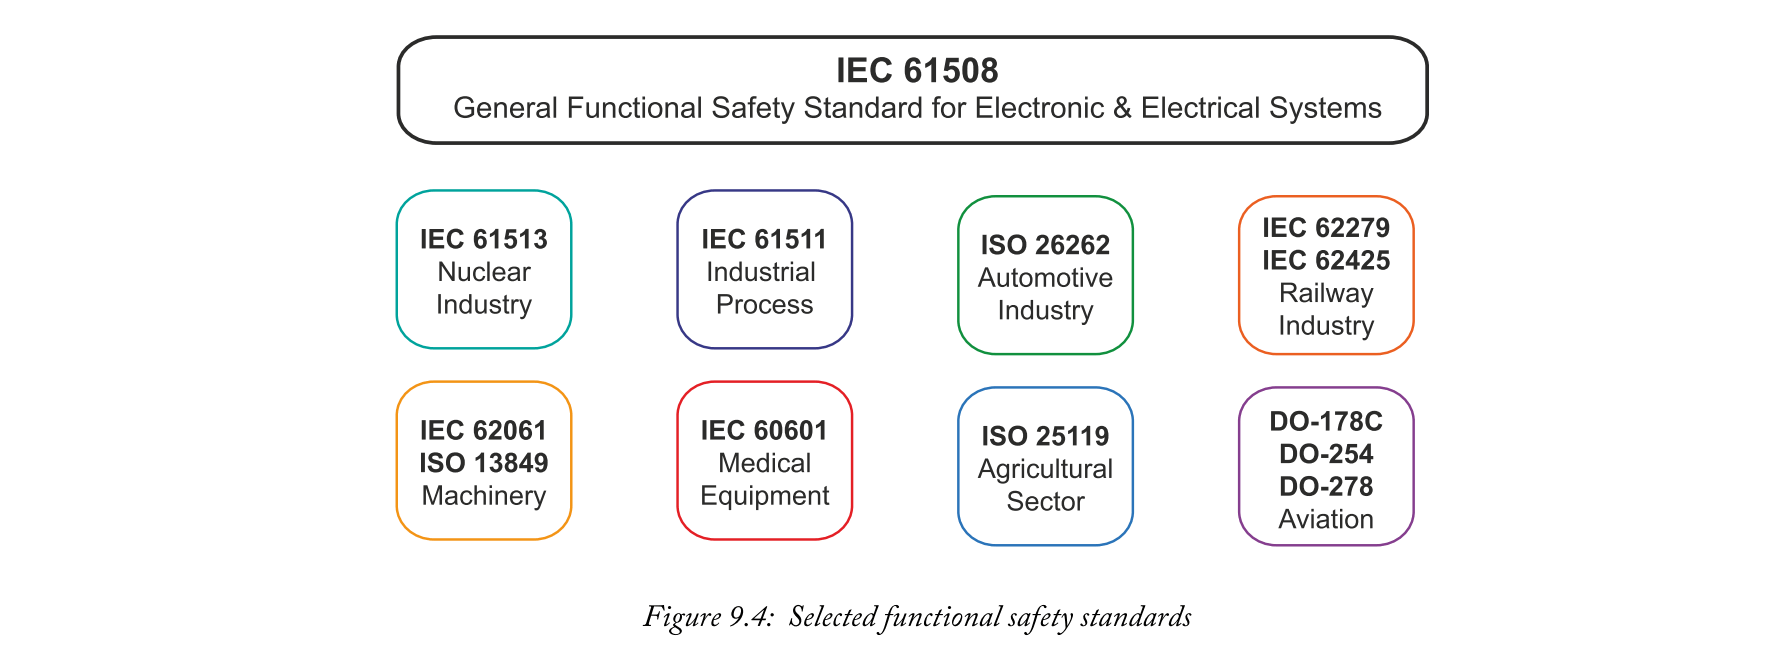 IEC 61508
General Functional Safety Standard for Electronic & Electrical Systems
IEC 61513
Nuclear
Industry
IEC 61511
Industrial
Process
ISO 26262
Automotive
Industry
IEC 62279
IEC 62425
Railway
Industry
IEC 62061
ISO 13849
Machinery
IEC 60601
Medical
Equipment
ISO 25119
Agricultural
Sector
DO-178C
DO-254
DO-278
Aviation
Figure 9.4: Selected functional safety standards